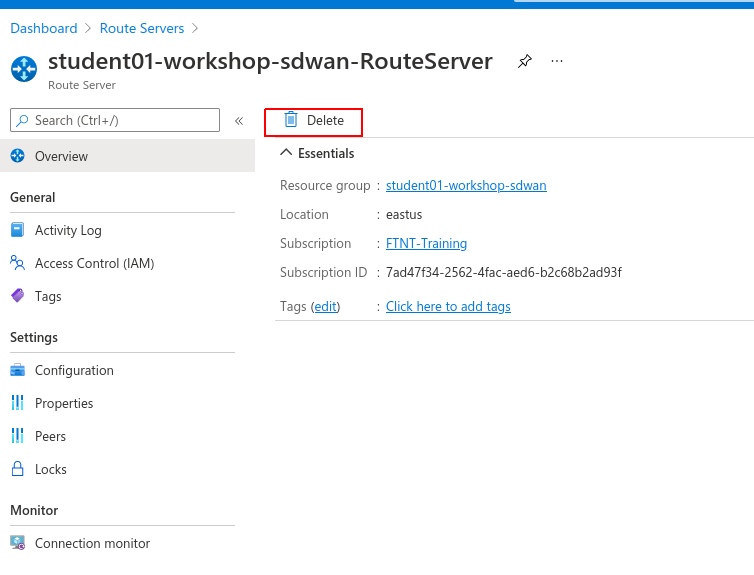 Dashboard > Route Servers >
student01-workshop-sdwan-RouteServer
Route Server
Search (Ctrl+/)
«
Delete
Overview
General
Activity Log
Access Control (IAM)
Tags
Settings
Configuration
Properties
Peers
Locks
Monitor
Connection monitor
Essentials
Resource group : student01-workshop-sdwan
Location : eastus
Subscription : FTNT-Training
Subscription ID : 7ad47f34-2562-4fac-aed6-b2c68b2ad93f
Tags (edit) : Click here to add tags